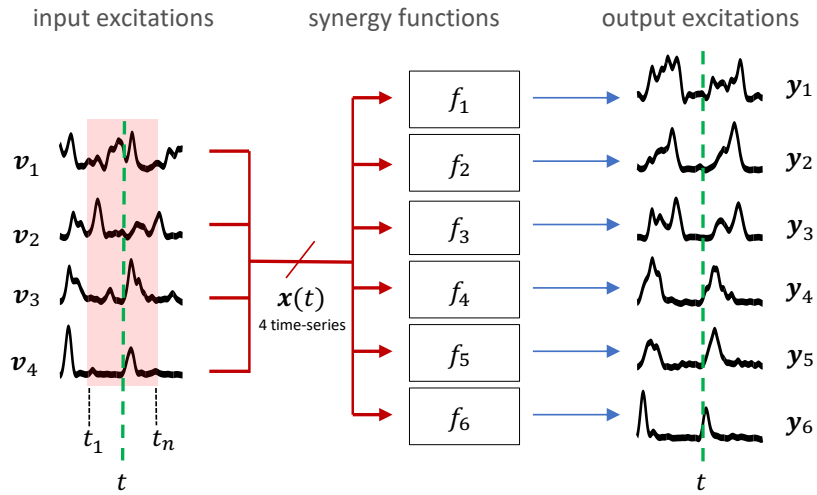 input excitations
synergy functions
output excitations
v₁
v₂
v₃
v₄
t₁
tₙ
t
x(t)
4 time-series
f₁
f₂
f₃
f₄
f₅
f₆
y₁
y₂
y₃
y₄
y₅
y₆
t